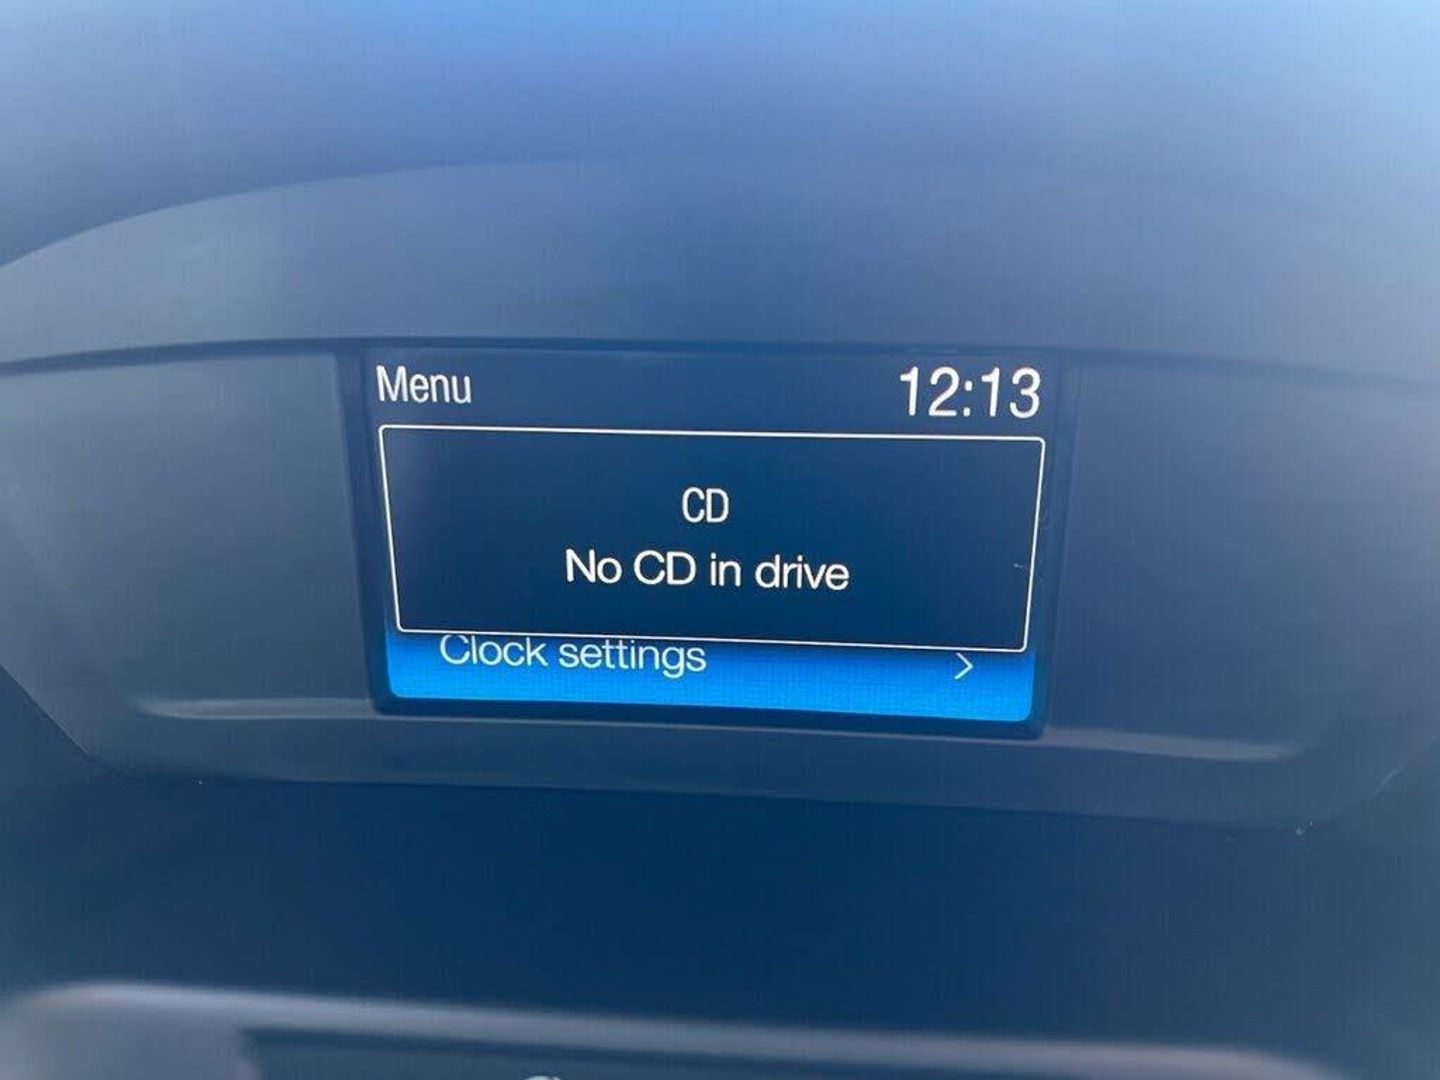 Menu
12:13
CD
No CD in drive
Clock settings